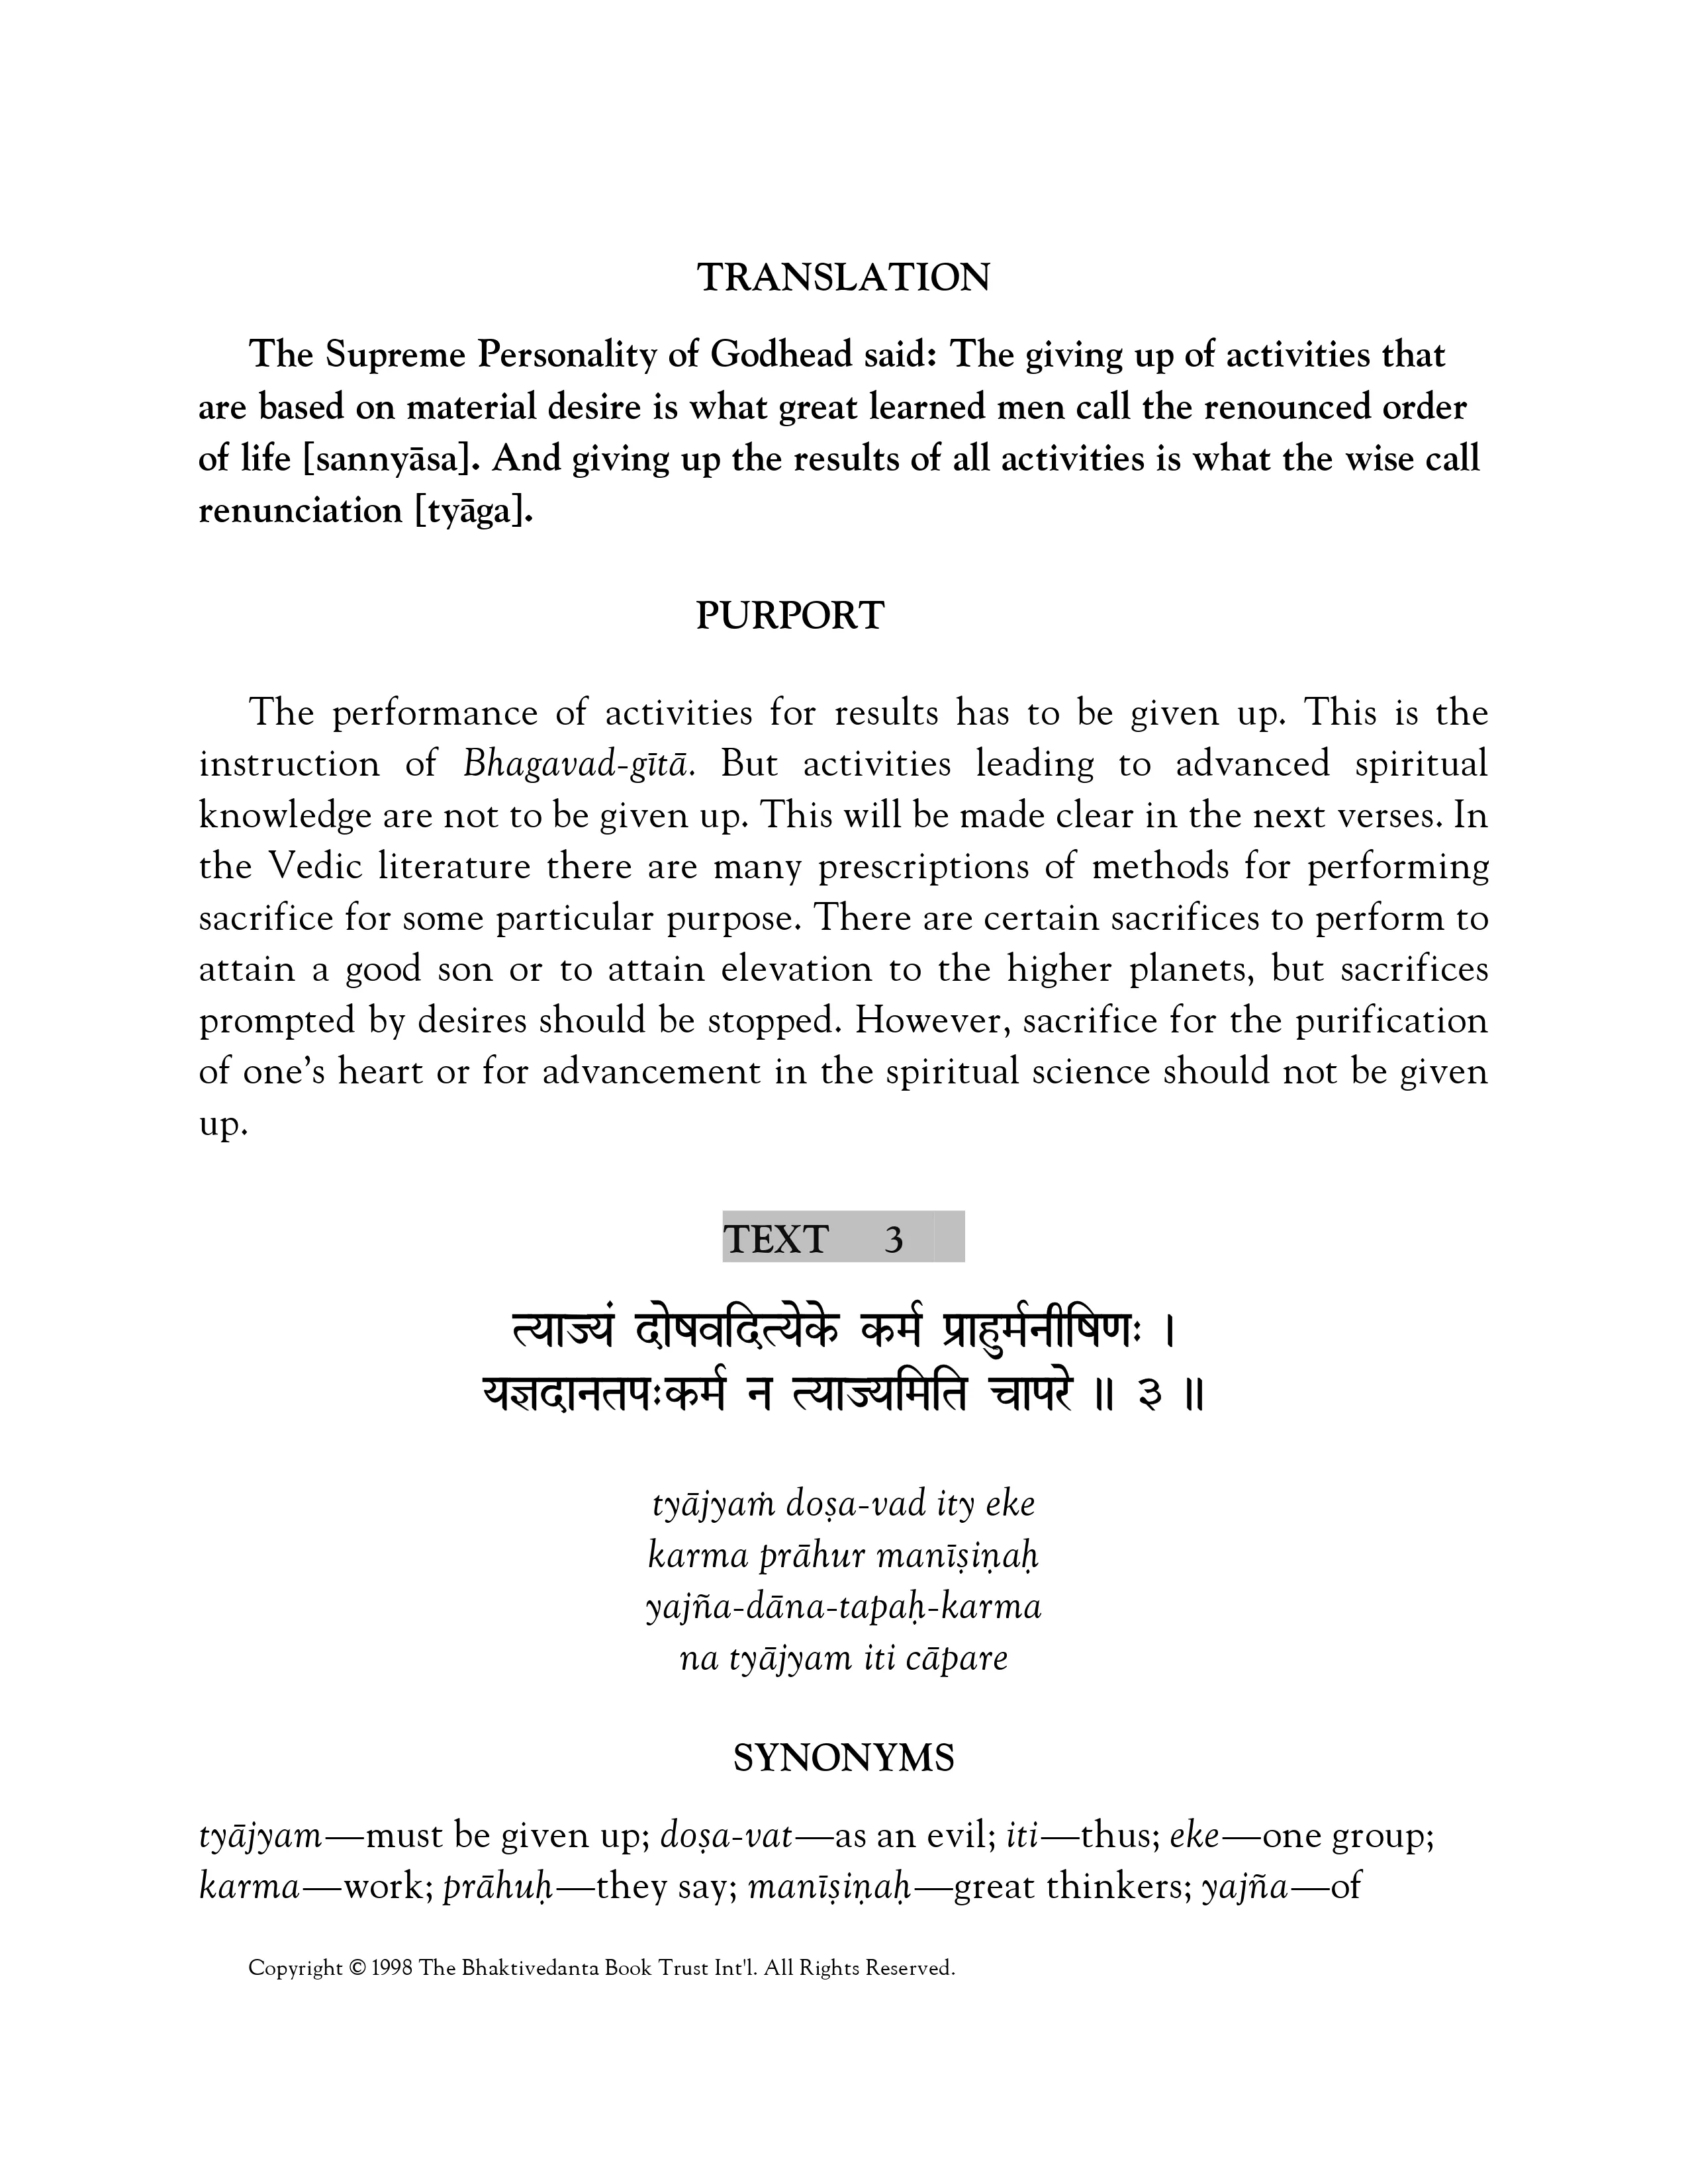 TRANSLATION
The Supreme Personality of Godhead said: The giving up of activities that
are based on material desire is what great learned men call the renounced order
of life [sannyāsa]. And giving up the results of all activities is what the wise call
renunciation [tyāga].
PURPORT
The performance of activities for results has to be given up. This is the
instruction of Bhagavad-gītā. But activities leading to advanced spiritual
knowledge are not to be given up. This will be made clear in the next verses. In
the Vedic literature there are many prescriptions of methods for performing
sacrifice for some particular purpose. There are certain sacrifices to perform to
attain a good son or to attain elevation to the higher planets, but sacrifices
prompted by desires should be stopped. However, sacrifice for the purification
of one’s heart or for advancement in the spiritual science should not be given
up.
TEXT 3
त्याज्यं दोषवदित्येके कर्म प्राहुर्मनीषिणः ।
यज्ञदानतपःकर्म न त्याज्यमिति चापरे ॥ ३ ॥
tyājyaṁ doṣa-vad ity eke
karma prāhur manīṣiṇaḥ
yajña-dāna-tapaḥ-karma
na tyājyam iti cāpare
SYNONYMS
tyājyam—must be given up; doṣa-vat—as an evil; iti—thus; eke—one group;
karma—work; prāhuḥ—they say; manīṣiṇaḥ—great thinkers; yajña—of
Copyright © 1998 The Bhaktivedanta Book Trust Int'l. All Rights Reserved.